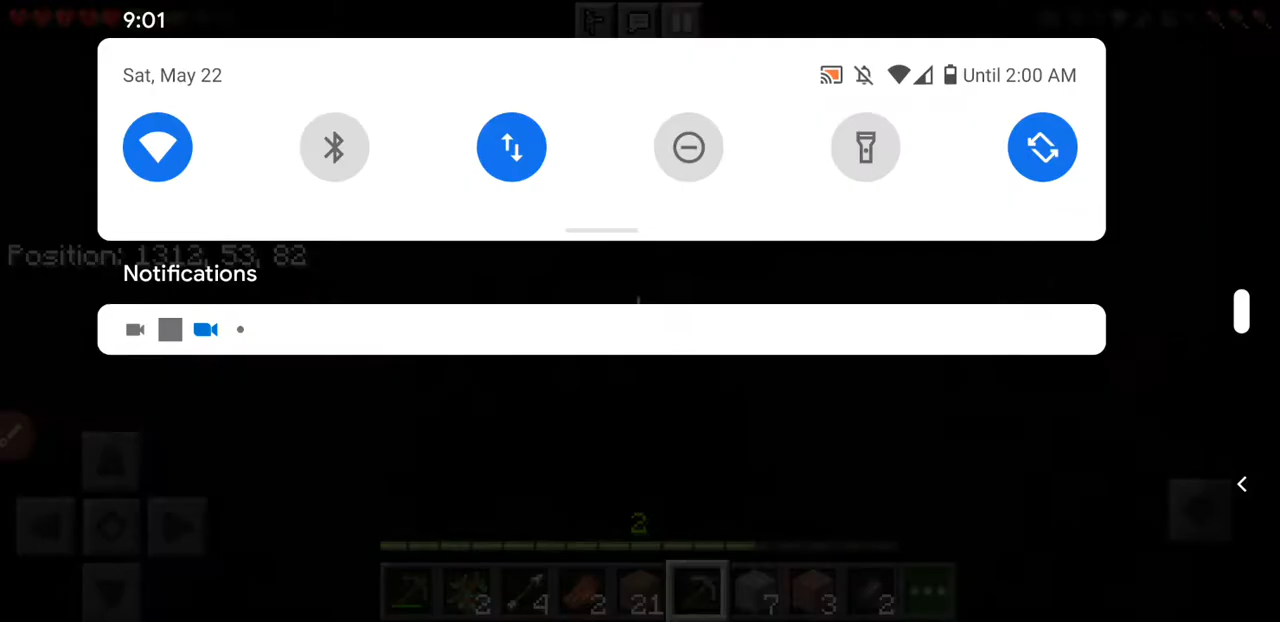 9:01
Sat, May 22
Until 2:00 AM
Position: 1312, 53, 82
Notifications
2
2 4 2 21 7 3 2